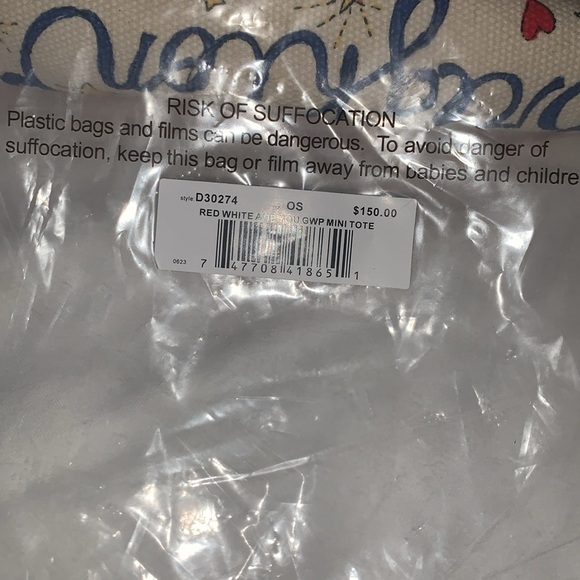 RISK OF SUFFOCATION
Plastic bags and films can be dangerous. To avoid danger of
suffocation, keep this bag or film away from babies and childre
style D30274 OS $150.00
RED WHITE AND YOU GWP MINI TOTE
0623
7 47708 41865 1